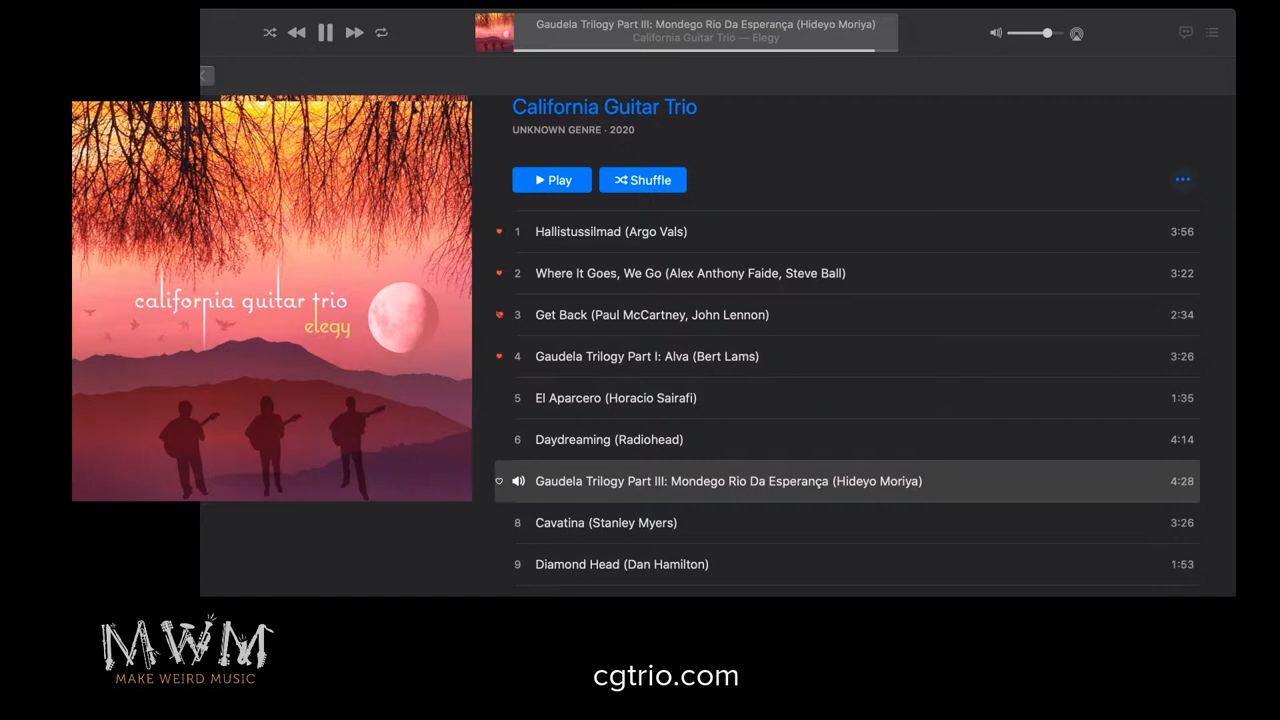 Gaudela Trilogy Part III: Mondego Rio Da Esperança (Hideyo Moriya)
California Guitar Trio — Elegy
California Guitar Trio
UNKNOWN GENRE · 2020
Play
Shuffle
california guitar trio
elegy
1 Hallistussilmad (Argo Vals) 3:56
2 Where It Goes, We Go (Alex Anthony Faide, Steve Ball) 3:22
3 Get Back (Paul McCartney, John Lennon) 2:34
4 Gaudela Trilogy Part I: Alva (Bert Lams) 3:26
5 El Aparcero (Horacio Sairafi) 1:35
6 Daydreaming (Radiohead) 4:14
Gaudela Trilogy Part III: Mondego Rio Da Esperança (Hideyo Moriya) 4:28
8 Cavatina (Stanley Myers) 3:26
9 Diamond Head (Dan Hamilton) 1:53
MWM
MAKE WEIRD MUSIC
cgtrio.com